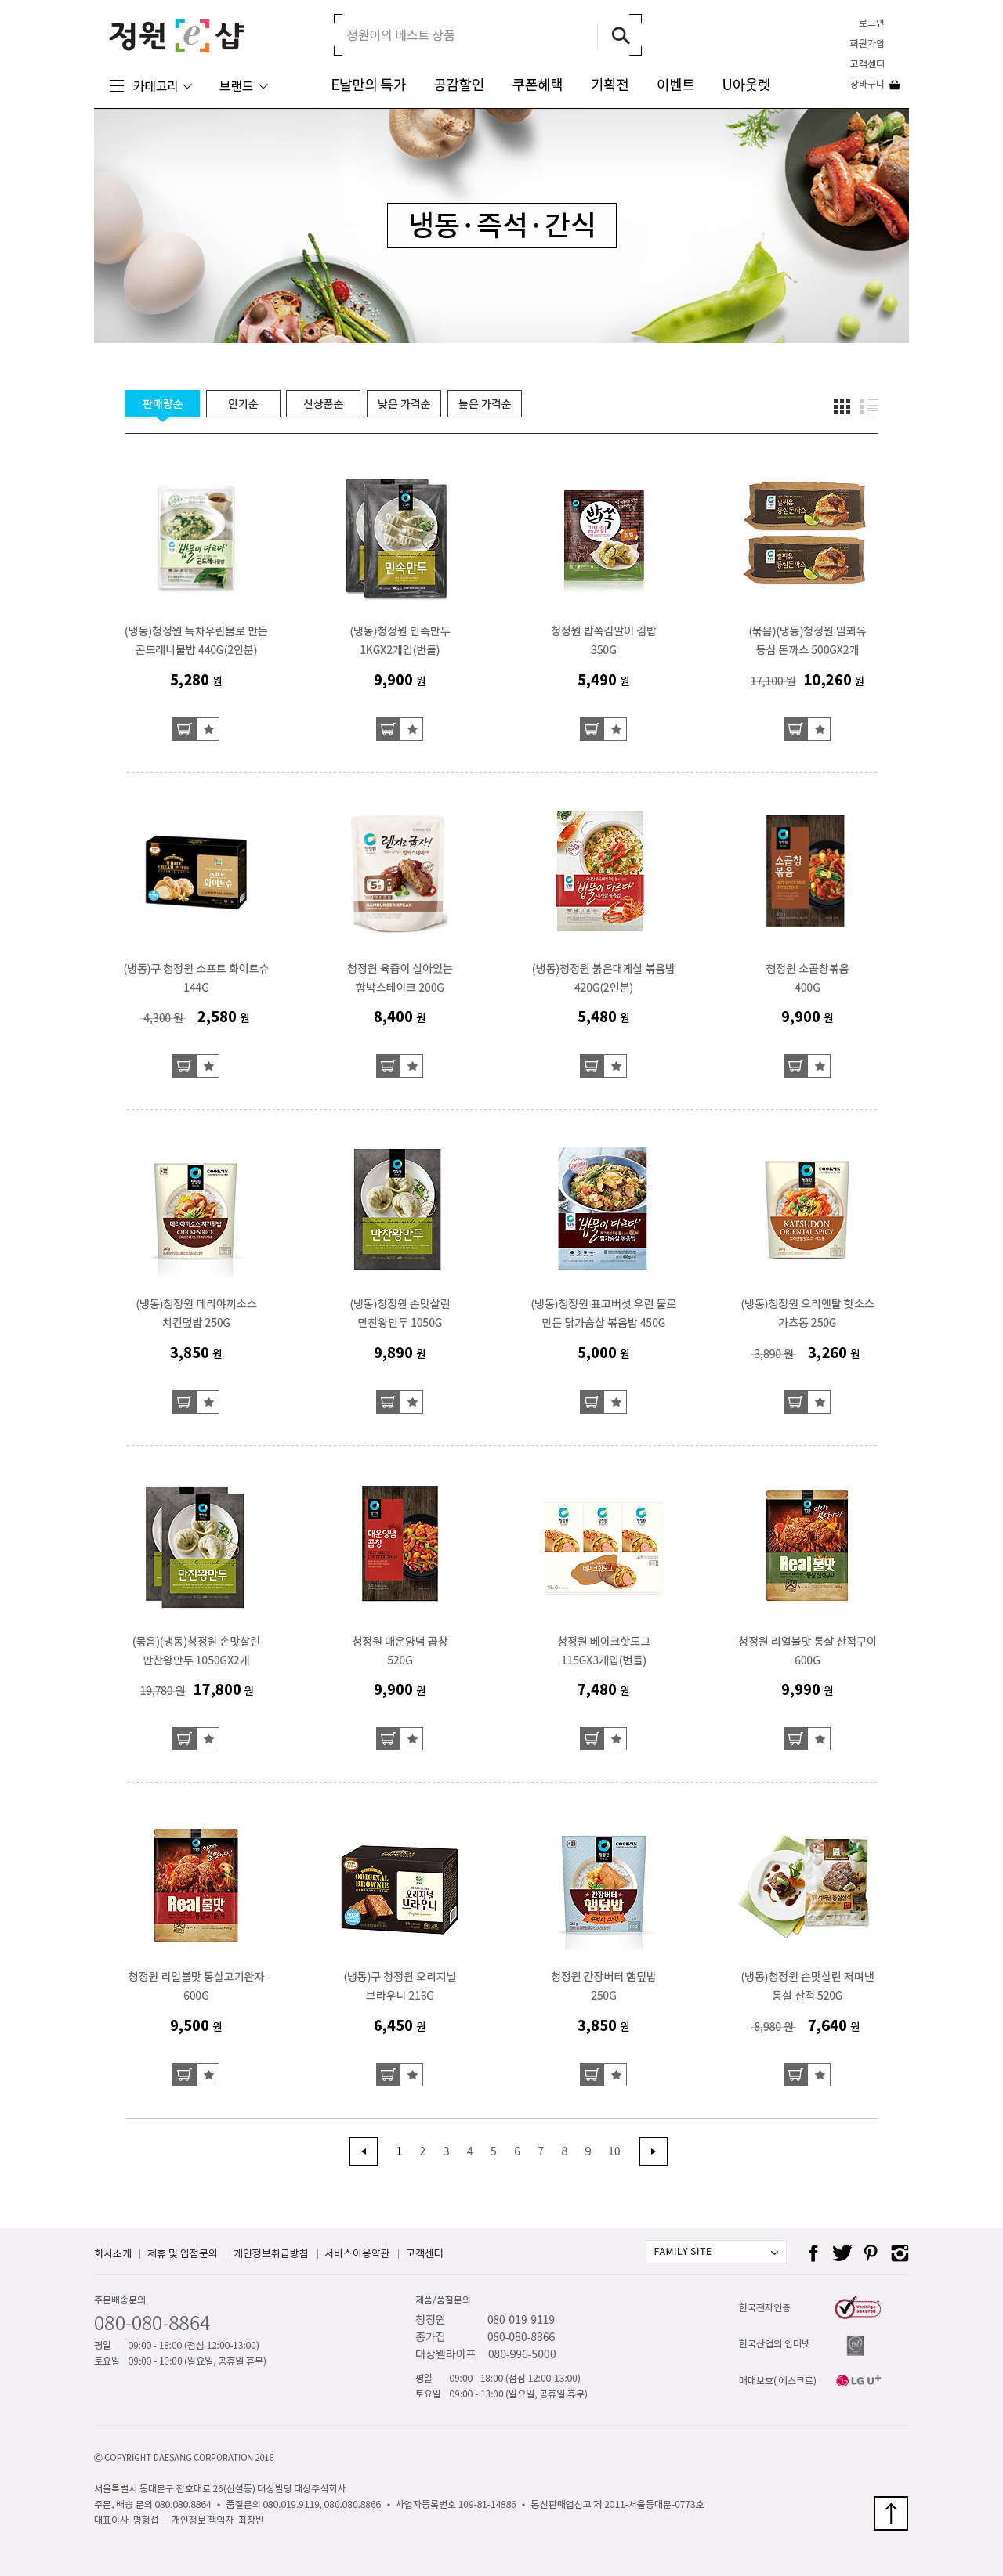 정원e샵
정원이의 베스트 상품
로그인
회원가입
고객센터
장바구니
카테고리
브랜드
E날만의 특가
공감할인
쿠폰혜택
기획전
이벤트
U아울렛
냉동·즉석·간식
판매량순
인기순
신상품순
낮은 가격순
높은 가격순
(냉동)청정원 녹차우린물로 만든
곤드레나물밥 440G(2인분)
5,280 원
(냉동)청정원 민속만두
1KGX2개입(번들)
9,900 원
청정원 밥쏙김말이 김밥
350G
5,490 원
(묶음)(냉동)청정원 밀푀유
등심 돈까스 500GX2개
17,100 원 10,260 원
(냉동)구 청정원 소프트 화이트슈
144G
4,300 원 2,580 원
청정원 육즙이 살아있는
함박스테이크 200G
8,400 원
(냉동)청정원 붉은대게살 볶음밥
420G(2인분)
5,480 원
청정원 소곱창볶음
400G
9,900 원
(냉동)청정원 데리야끼소스
치킨덮밥 250G
3,850 원
(냉동)청정원 손맛살린
만찬왕만두 1050G
9,890 원
(냉동)청정원 표고버섯 우린 물로
만든 닭가슴살 볶음밥 450G
5,000 원
(냉동)청정원 오리엔탈 핫소스
가츠동 250G
3,890 원 3,260 원
(묶음)(냉동)청정원 손맛살린
만찬왕만두 1050GX2개
19,780 원 17,800 원
청정원 매운양념 곱창
520G
9,900 원
청정원 베이크핫도그
115GX3개입(번들)
7,480 원
청정원 리얼불맛 통살 산적구이
600G
9,990 원
청정원 리얼불맛 통살고기완자
600G
9,500 원
(냉동)구 청정원 오리지널
브라우니 216G
6,450 원
청정원 간장버터 햄덮밥
250G
3,850 원
(냉동)청정원 손맛살린 저며낸
통살 산적 520G
8,980 원 7,640 원
1 2 3 4 5 6 7 8 9 10
회사소개 | 제휴 및 입점문의 | 개인정보취급방침 | 서비스이용약관 | 고객센터
FAMILY SITE
주문배송문의
080-080-8864
평일 09:00 - 18:00 (점심 12:00-13:00)
토요일 09:00 - 13:00 (일요일, 공휴일 휴무)
제품/품질문의
청정원 080-019-9119
종가집 080-080-8866
대상웰라이프 080-996-5000
평일 09:00 - 18:00 (점심 12:00-13:00)
토요일 09:00 - 13:00 (일요일, 공휴일 휴무)
한국전자인증
한국산업의 인터넷
매매보호( 에스크로)
LG U+
© COPYRIGHT DAESANG CORPORATION 2016
서울특별시 동대문구 천호대로 26(신설동) 대상빌딩 대상주식회사
주문, 배송 문의 080.080.8864 • 품질문의 080.019.9119, 080.080.8866 • 사업자등록번호 109-81-14886 • 통신판매업신고 제 2011-서울동대문-0773호
대표이사 명형섭 개인정보 책임자 최창빈